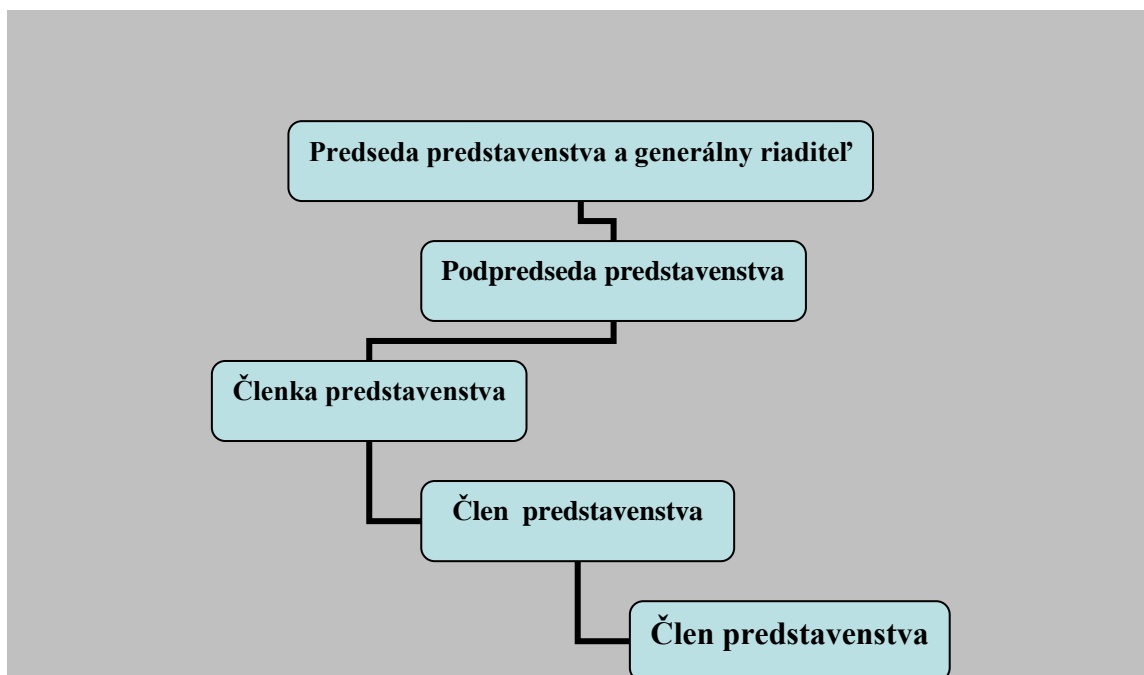 Predseda predstavenstva a generálny riaditeľ
Podpredseda predstavenstva
Členka predstavenstva
Člen predstavenstva
Člen predstavenstva